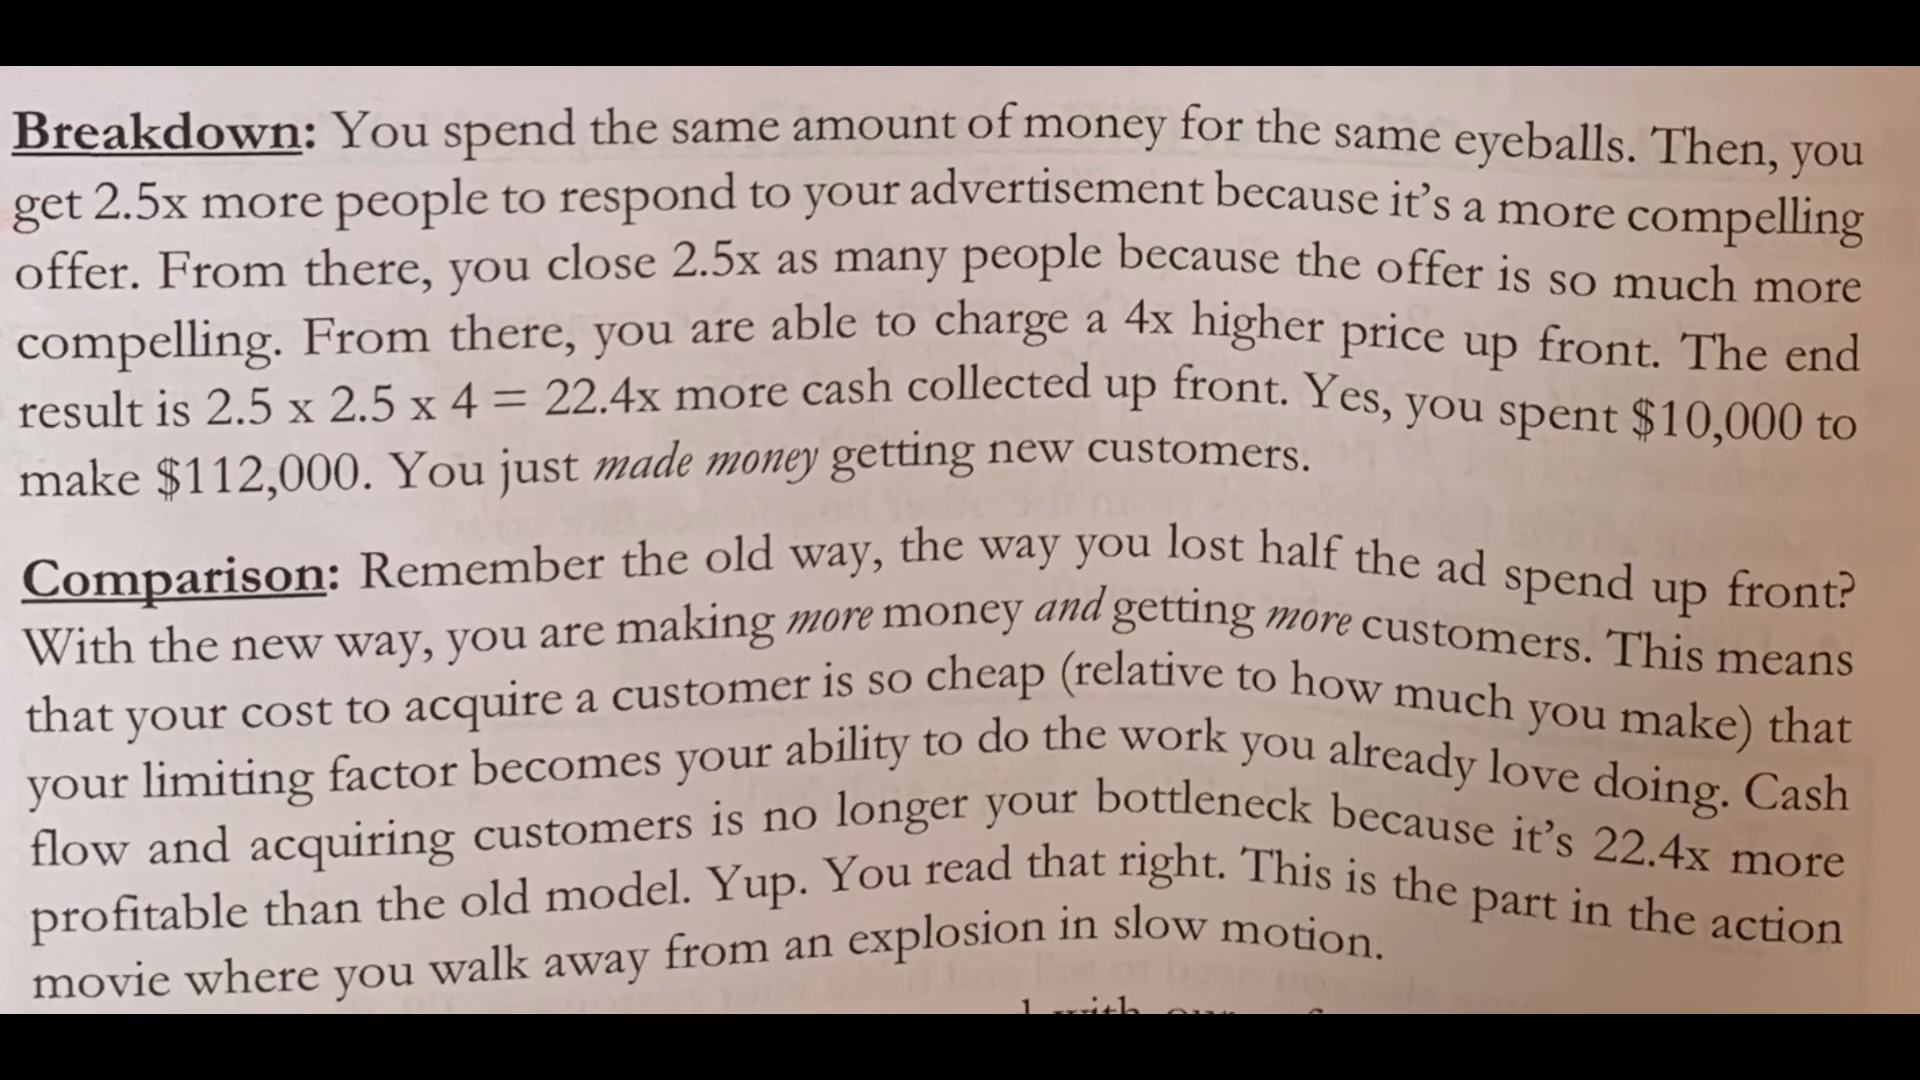 Breakdown: You spend the same amount of money for the same eyeballs. Then, you
get 2.5x more people to respond to your advertisement because it's a more compelling
offer. From there, you close 2.5x as many people because the offer is so much more
compelling. From there, you are able to charge a 4x higher price up front. The end
result is 2.5 x 2.5 x 4 = 22.4x more cash collected up front. Yes, you spent $10,000 to
make $112,000. You just made money getting new customers.
Comparison: Remember the old way, the way you lost half the ad spend up front?
With the new way, you are making more money and getting more customers. This means
that your cost to acquire a customer is so cheap (relative to how much you make) that
your limiting factor becomes your ability to do the work you already love doing. Cash
flow and acquiring customers is no longer your bottleneck because it's 22.4x more
profitable than the old model. Yup. You read that right. This is the part in the action
movie where you walk away from an explosion in slow motion.